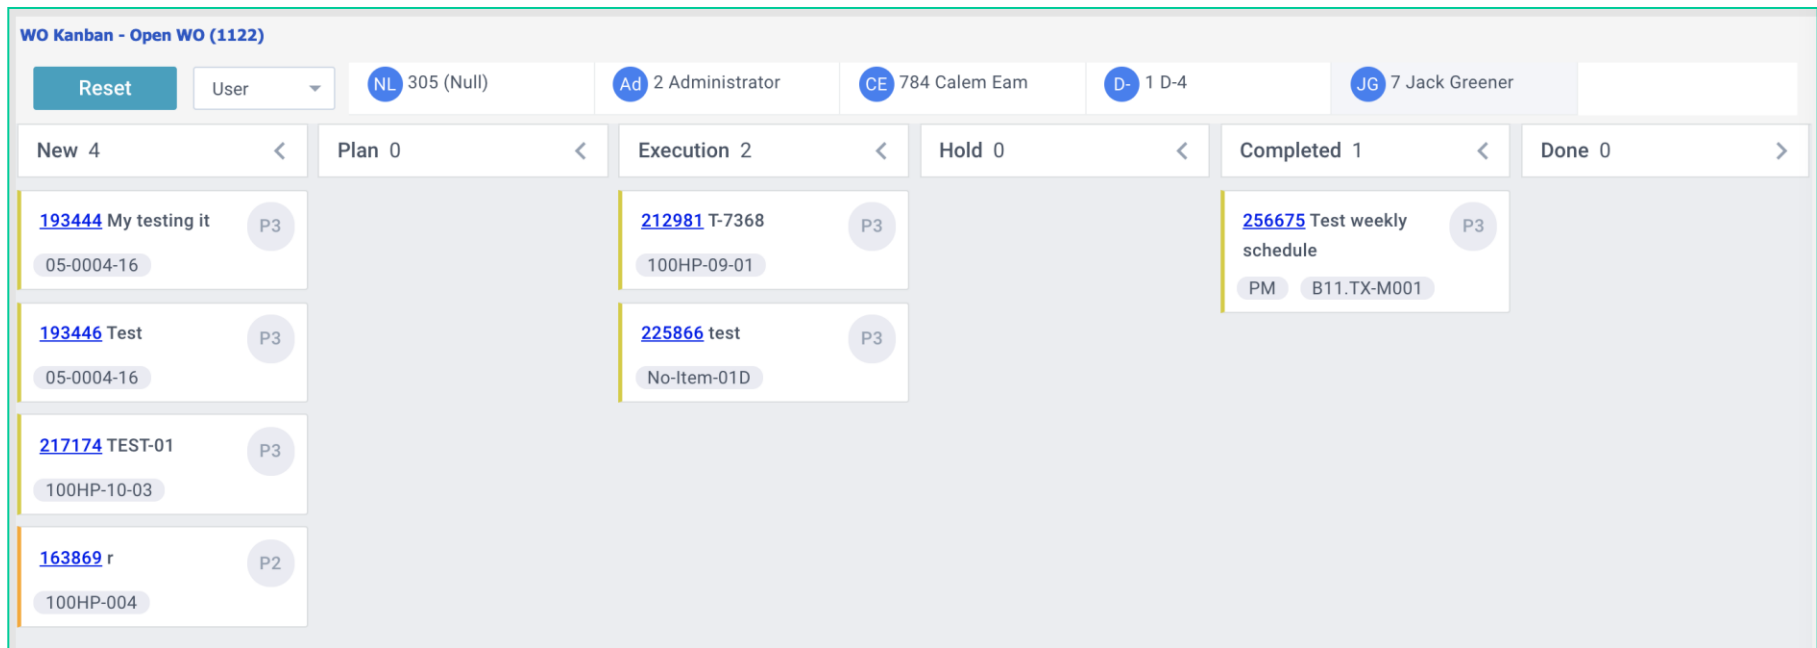 WO Kanban - Open WO (1122)
Reset User NL 305 (Null) Ad 2 Administrator CE 784 Calem Eam D- 1 D-4 JG 7 Jack Greener
New 4 Plan 0 Execution 2 Hold 0 Completed 1 Done 0
193444 My testing it P3
05-0004-16
193446 Test P3
05-0004-16
217174 TEST-01 P3
100HP-10-03
163869 r P2
100HP-004
212981 T-7368 P3
100HP-09-01
225866 test P3
No-Item-01D
256675 Test weekly P3
schedule
PM B11.TX-M001